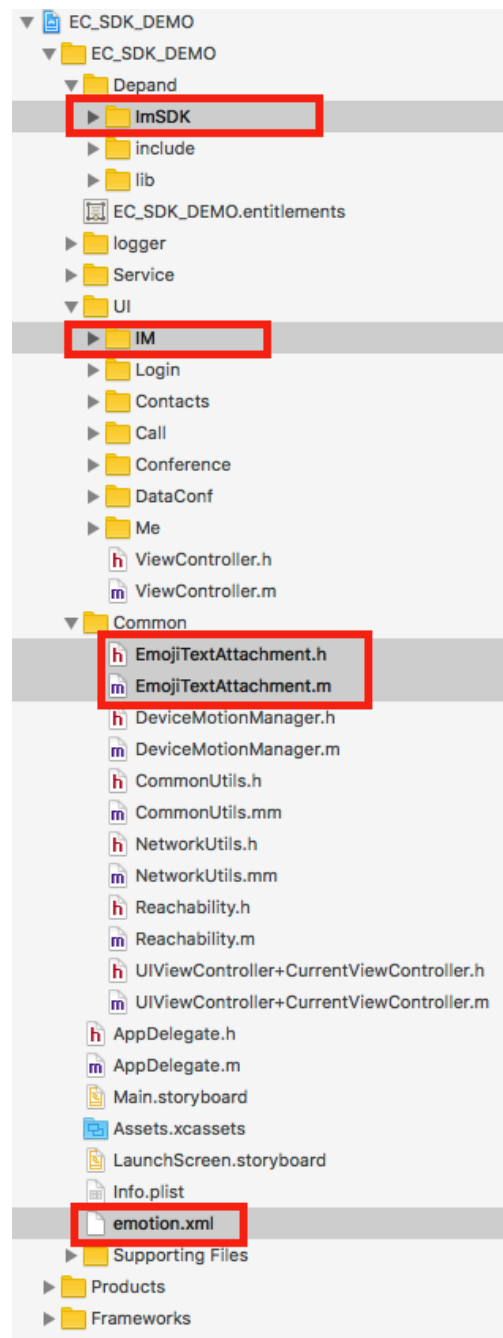 EC_SDK_DEMO
EC_SDK_DEMO
Depand
ImSDK
include
lib
EC_SDK_DEMO.entitlements
logger
Service
UI
IM
Login
Contacts
Call
Conference
DataConf
Me
h ViewController.h
m ViewController.m
Common
h EmojiTextAttachment.h
m EmojiTextAttachment.m
h DeviceMotionManager.h
m DeviceMotionManager.m
h CommonUtils.h
m CommonUtils.mm
h NetworkUtils.h
m NetworkUtils.mm
h Reachability.h
m Reachability.m
h UIViewController+CurrentViewController.h
m UIViewController+CurrentViewController.m
h AppDelegate.h
m AppDelegate.m
Main.storyboard
Assets.xcassets
LaunchScreen.storyboard
Info.plist
emotion.xml
Supporting Files
Products
Frameworks